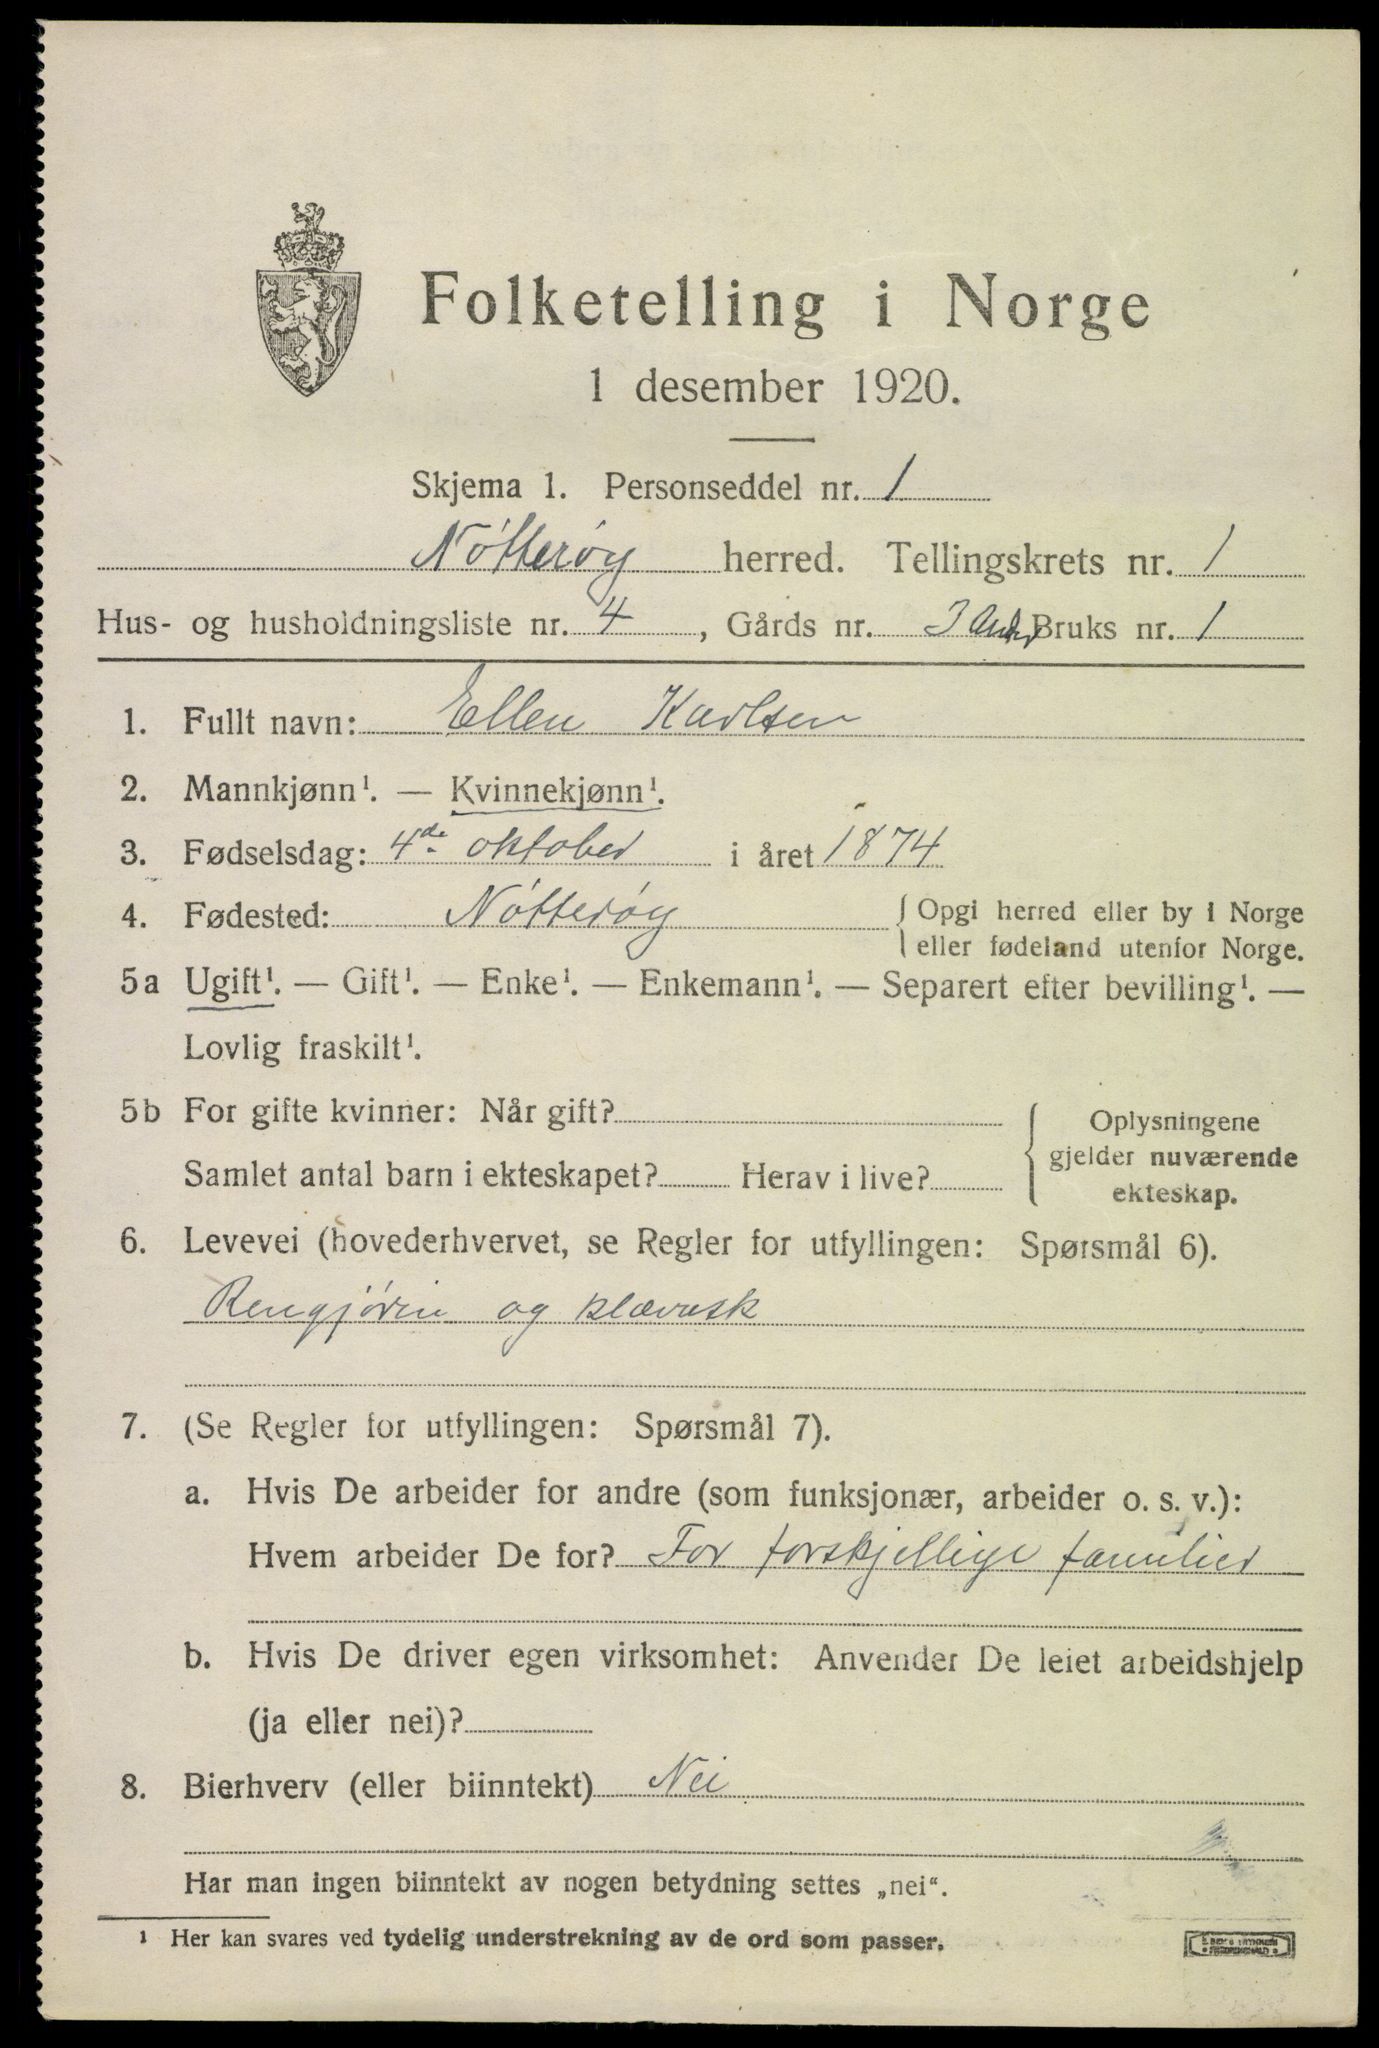 Folketelling i Norge
1 desember 1920.
Skjema 1. Personseddel nr. 1
Nötteröy herred. Tellingskrets nr. 1
Hus- og husholdningsliste nr. 4, Gårds nr. Bruks nr. 1
1. Fullt navn: Ellen Karlsen
2. Mannkjønn¹. — Kvinnekjønn¹.
3. Fødselsdag: 4de oktober i året 1874
4. Fødested: Nötteröy { Opgi herred eller by i Norge
eller fødeland utenfor Norge.
5a Ugift¹. — Gift¹. — Enke¹. — Enkemann¹. — Separert efter bevilling¹. —
Lovlig fraskilt¹.
5b For gifte kvinner: Når gift? Oplysningene
gjelder nuværende
Samlet antal barn i ekteskapet? Herav i live? ekteskap.
6. Levevei (hovederhvervet, se Regler for utfyllingen: Spørsmål 6).
Rengjörin og klævask
7. (Se Regler for utfyllingen: Spørsmål 7).
a. Hvis De arbeider for andre (som funksjonær, arbeider o. s. v.):
Hvem arbeider De for? For forskjellige familier
b. Hvis De driver egen virksomhet: Anvender De leiet arbeidshjelp
(ja eller nei)?
8. Bierhverv (eller biinntekt) Nei
Har man ingen biinntekt av nogen betydning settes „nei“.
¹ Her kan svares ved tydelig understrekning av de ord som passer.